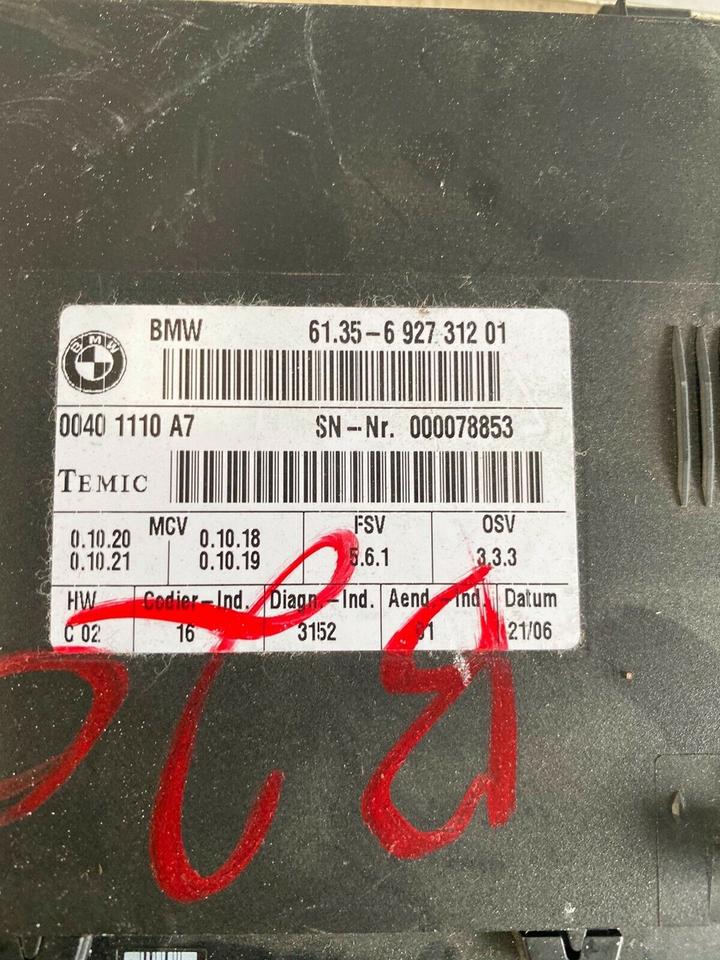 BMW 61.35-6 927 312 01
BMW
0040 1110 A7 SN-Nr. 000078853
TEMIC
MCV FSV OSV
0.10.20 0.10.18
0.10.21 0.10.19 5.6.1 3.3.3
HW Codier-Ind. Diagn.-Ind. Aend.-Ind. Datum
C 02 16 3152 21/06